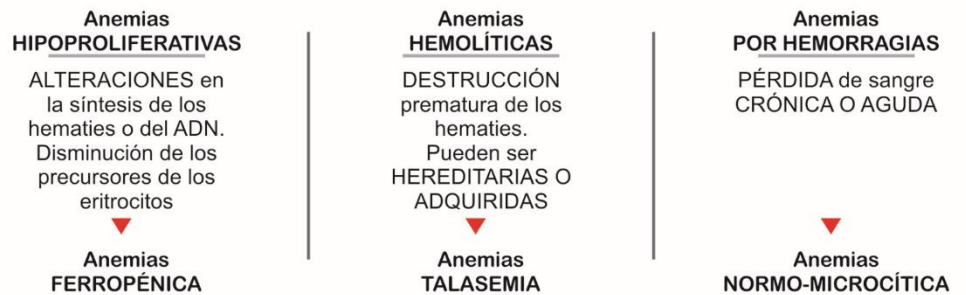 Anemias
HIPOPROLIFERATIVAS
ALTERACIONES en
la síntesis de los
hematies o del ADN.
Disminución de los
precursores de los
eritrocitos
Anemias
FERROPÉNICA
Anemias
HEMOLÍTICAS
DESTRUCCIÓN
prematura de los
hematies.
Pueden ser
HEREDITARIAS O
ADQUIRIDAS
Anemias
TALASEMIA
Anemias
POR HEMORRAGIAS
PÉRDIDA de sangre
CRÓNICA O AGUDA
Anemias
NORMO-MICROCÍTICA